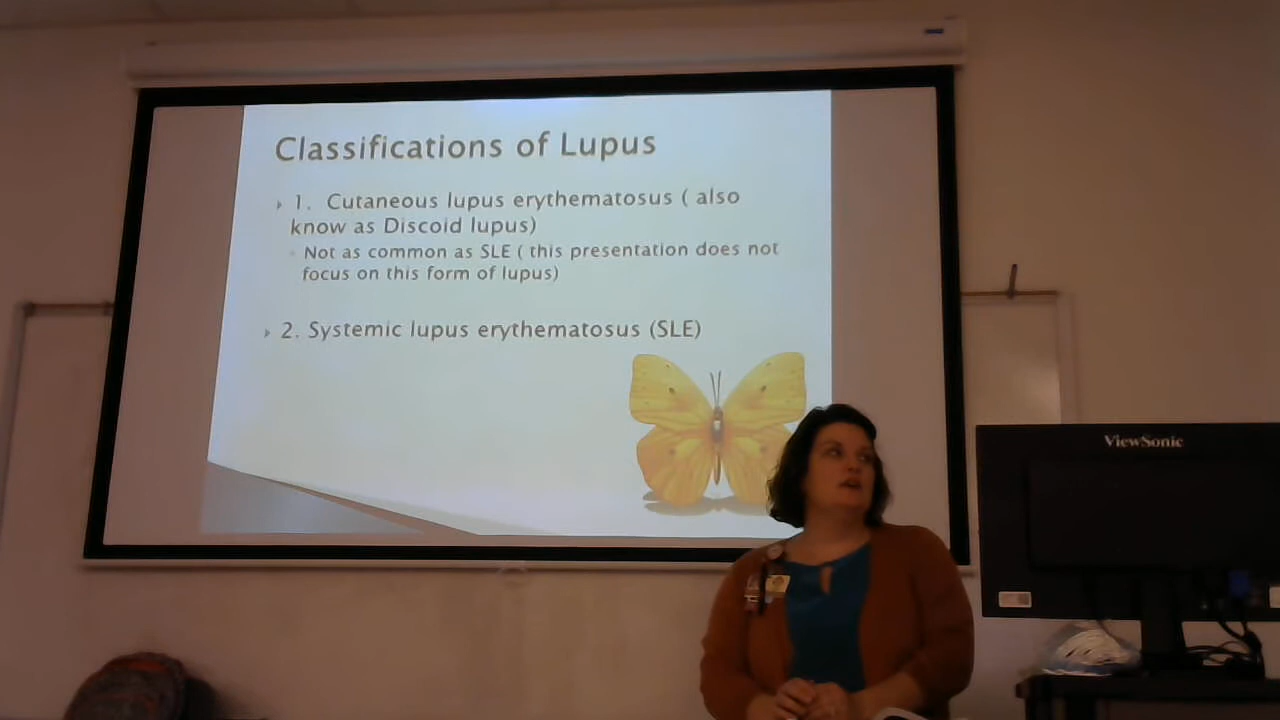 Classifications of Lupus
1. Cutaneous lupus erythematosus ( also
know as Discoid lupus)
Not as common as SLE ( this presentation does not
focus on this form of lupus)
2. Systemic lupus erythematosus (SLE)
ViewSonic